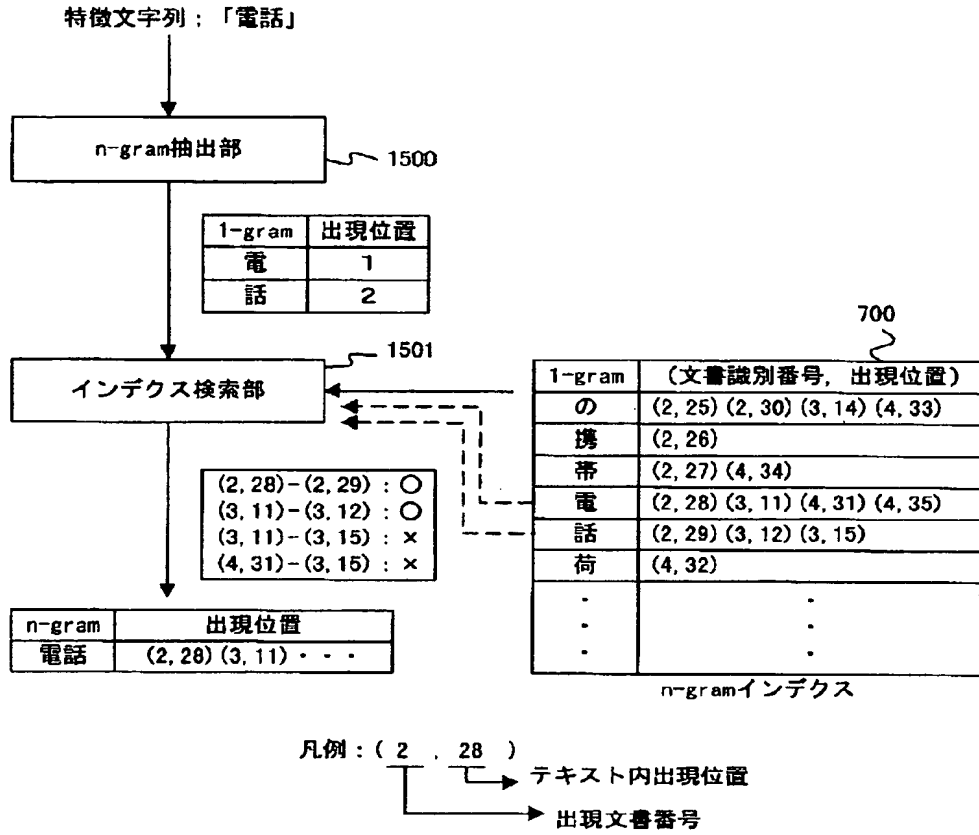 特徴文字列：「電話」
n-gram抽出部
1500
1-gram 出現位置
電 1
話 2
700
1501
インデクス検索部
1-gram (文書識別番号, 出現位置)
の (2, 25) (2, 30) (3, 14) (4, 33)
携 (2, 26)
帯 (2, 27) (4, 34)
電 (2, 28) (3, 11) (4, 31) (4, 35)
話 (2, 29) (3, 12) (3, 15)
荷 (4, 32)
・ ・
・ ・
・ ・
n-gramインデクス
(2, 28)-(2, 29) : ○
(3, 11)-(3, 12) : ○
(3, 11)-(3, 15) : ×
(4, 31)-(3, 15) : ×
n-gram 出現位置
電話 (2, 28) (3, 11)・・・
凡例：( 2 , 28 )
テキスト内出現位置
出現文書番号